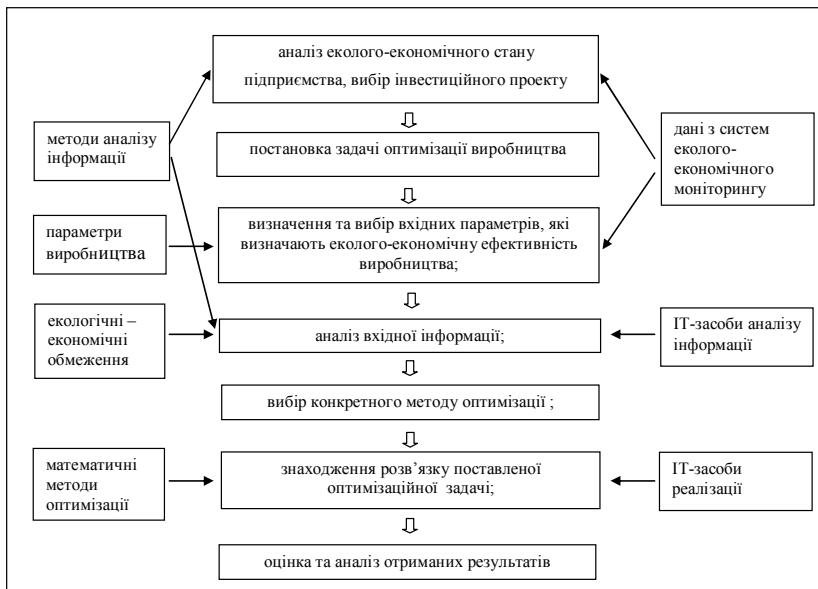 аналіз еколого-економічного стану
підприємства, вибір інвестиційного проекту
методи аналізу
інформації
постановка задачі оптимізації виробництва
дані з систем
еколого-
економічного
моніторингу
параметри
виробництва
визначення та вибір вхідних параметрів, які
визначають еколого-економічну ефективність
виробництва;
екологічні –
економічні
обмеження
аналіз вхідної інформації;
ІТ-засоби аналізу
інформації
вибір конкретного методу оптимізації ;
математичні
методи
оптимізації
знаходження розв’язку поставленої
оптимізаційної задачі;
ІТ-засоби
реалізації
оцінка та аналіз отриманих результатів